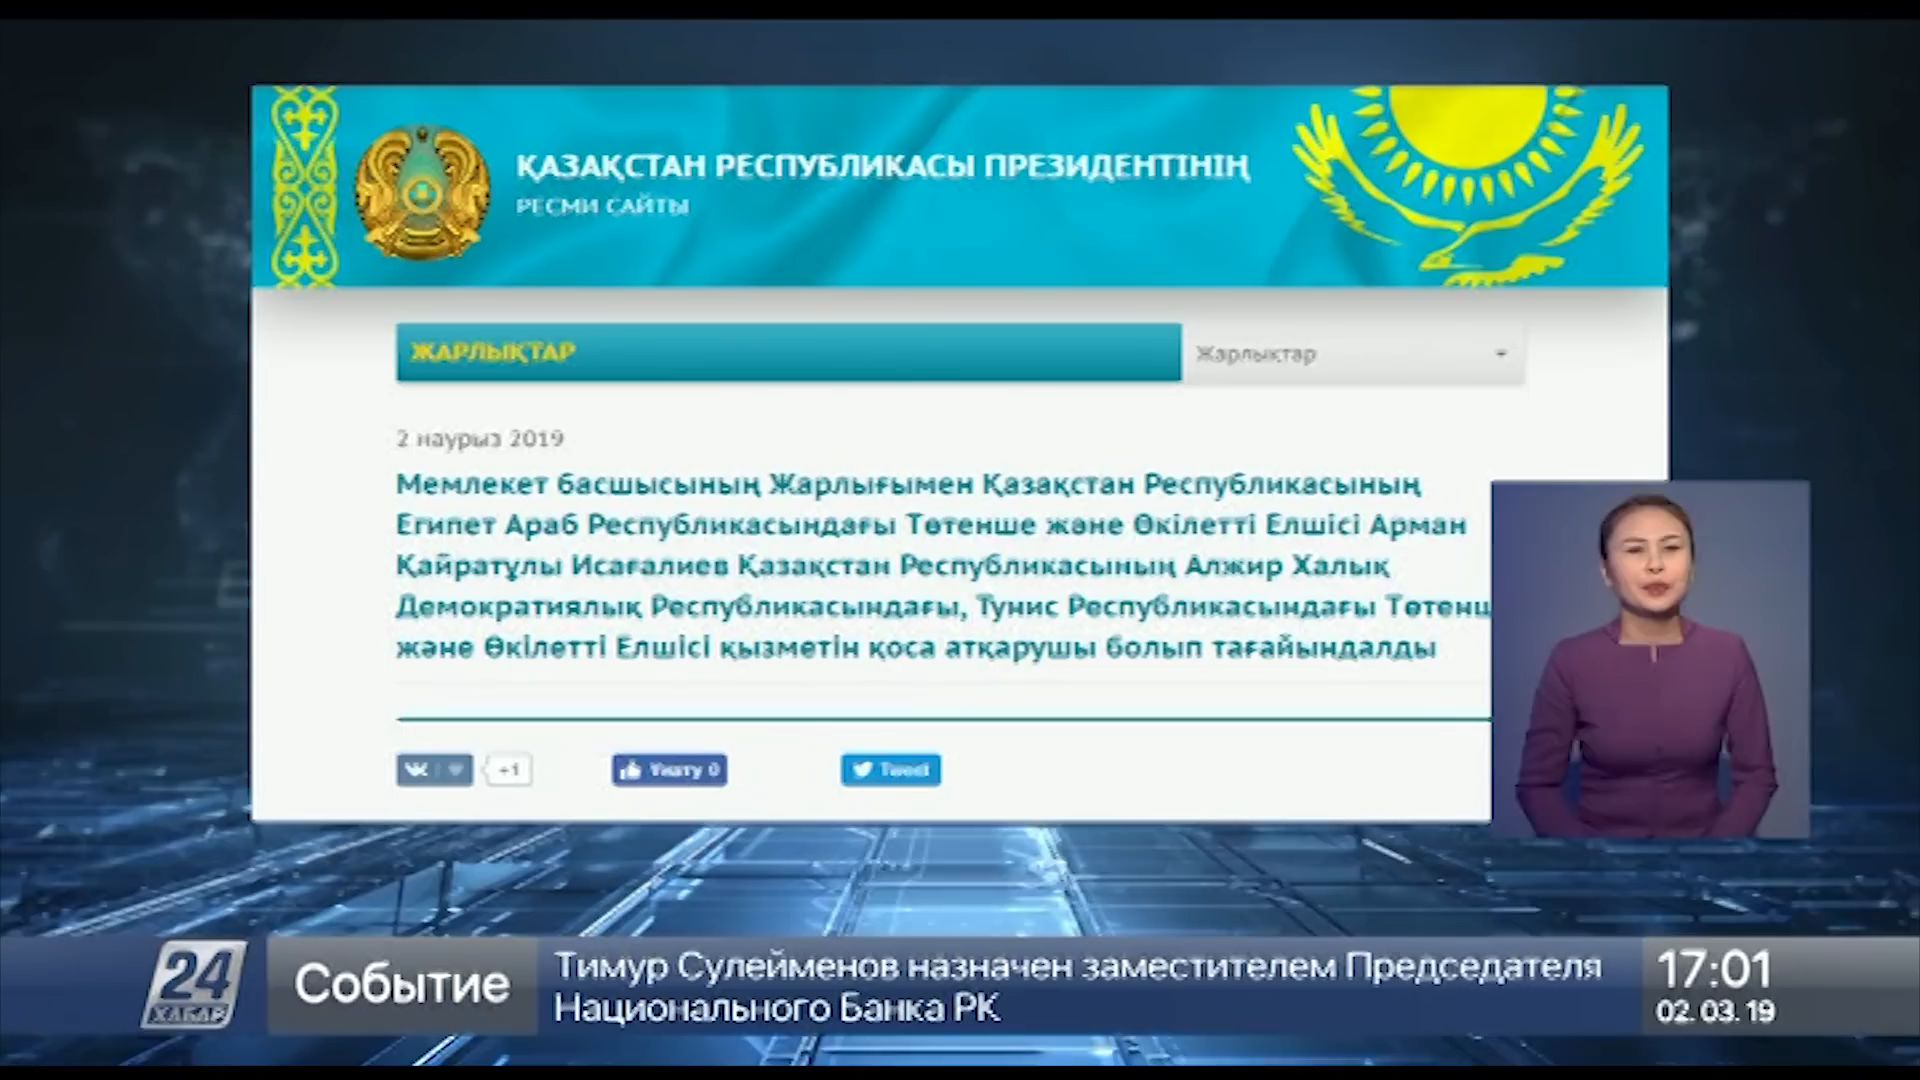 ҚАЗАҚСТАН РЕСПУБЛИКАСЫ ПРЕЗИДЕНТІНІҢ
РЕСМИ САЙТЫ
ЖАРЛЫҚТАР
Жарлықтар
2 наурыз 2019
Мемлекет басшысының Жарлығымен Қазақстан Республикасының
Египет Араб Республикасындағы Төтенше және Өкілетті Елшісі Арман
Қайратұлы Исағалиев Қазақстан Республикасының Алжир Халық
Демократиялық Республикасындағы, Тунис Республикасындағы Төтенш
және Өкілетті Елшісі қызметін қоса атқарушы болып тағайындалды
+1
Ұнату 0
Tweet
24
ХАБАР
Событие
Тимур Сулейменов назначен заместителем Председателя
Национального Банка РК
17:01
02. 03. 19